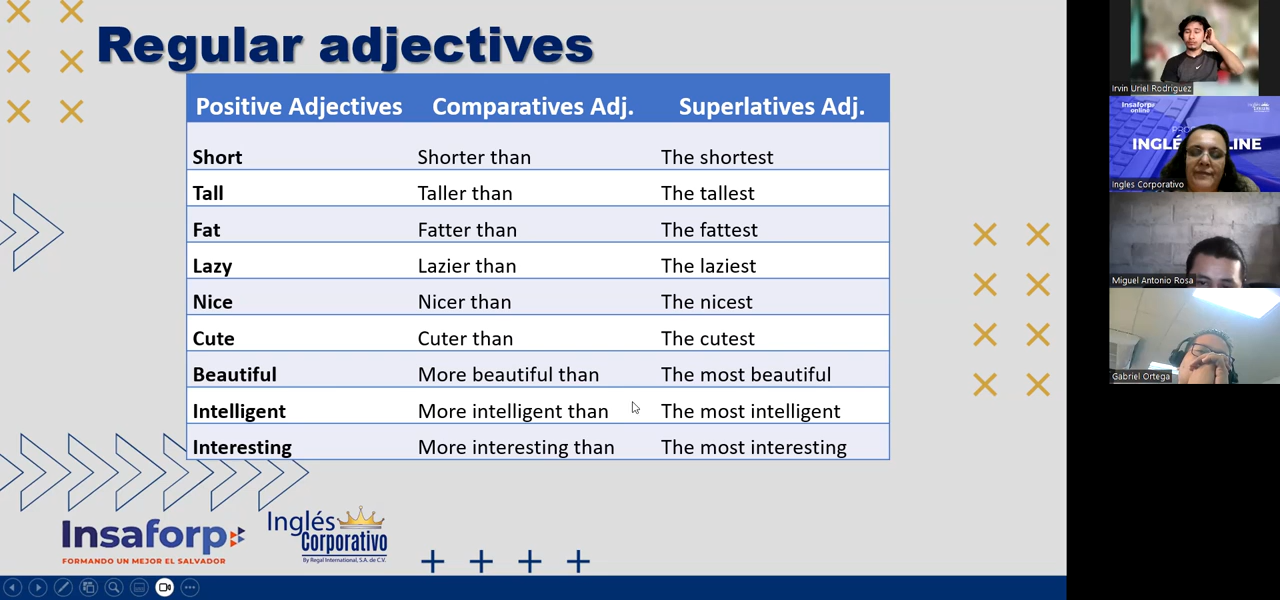 Regular adjectives
Positive Adjectives Comparatives Adj. Superlatives Adj.
Short Shorter than The shortest
Tall Taller than The tallest
Fat Fatter than The fattest
Lazy Lazier than The laziest
Nice Nicer than The nicest
Cute Cuter than The cutest
Beautiful More beautiful than The most beautiful
Intelligent More intelligent than The most intelligent
Interesting More interesting than The most interesting
Insaforp
FORMANDO UN MEJOR EL SALVADOR
Inglés
Corporativo
By Regal International, S.A. de C.V.
Irvin Uriel Rodriguez
Insaforp
online
INGLÉ LINE
Ingles Corporativo
Miguel Antonio Rosa
Gabriel Ortega